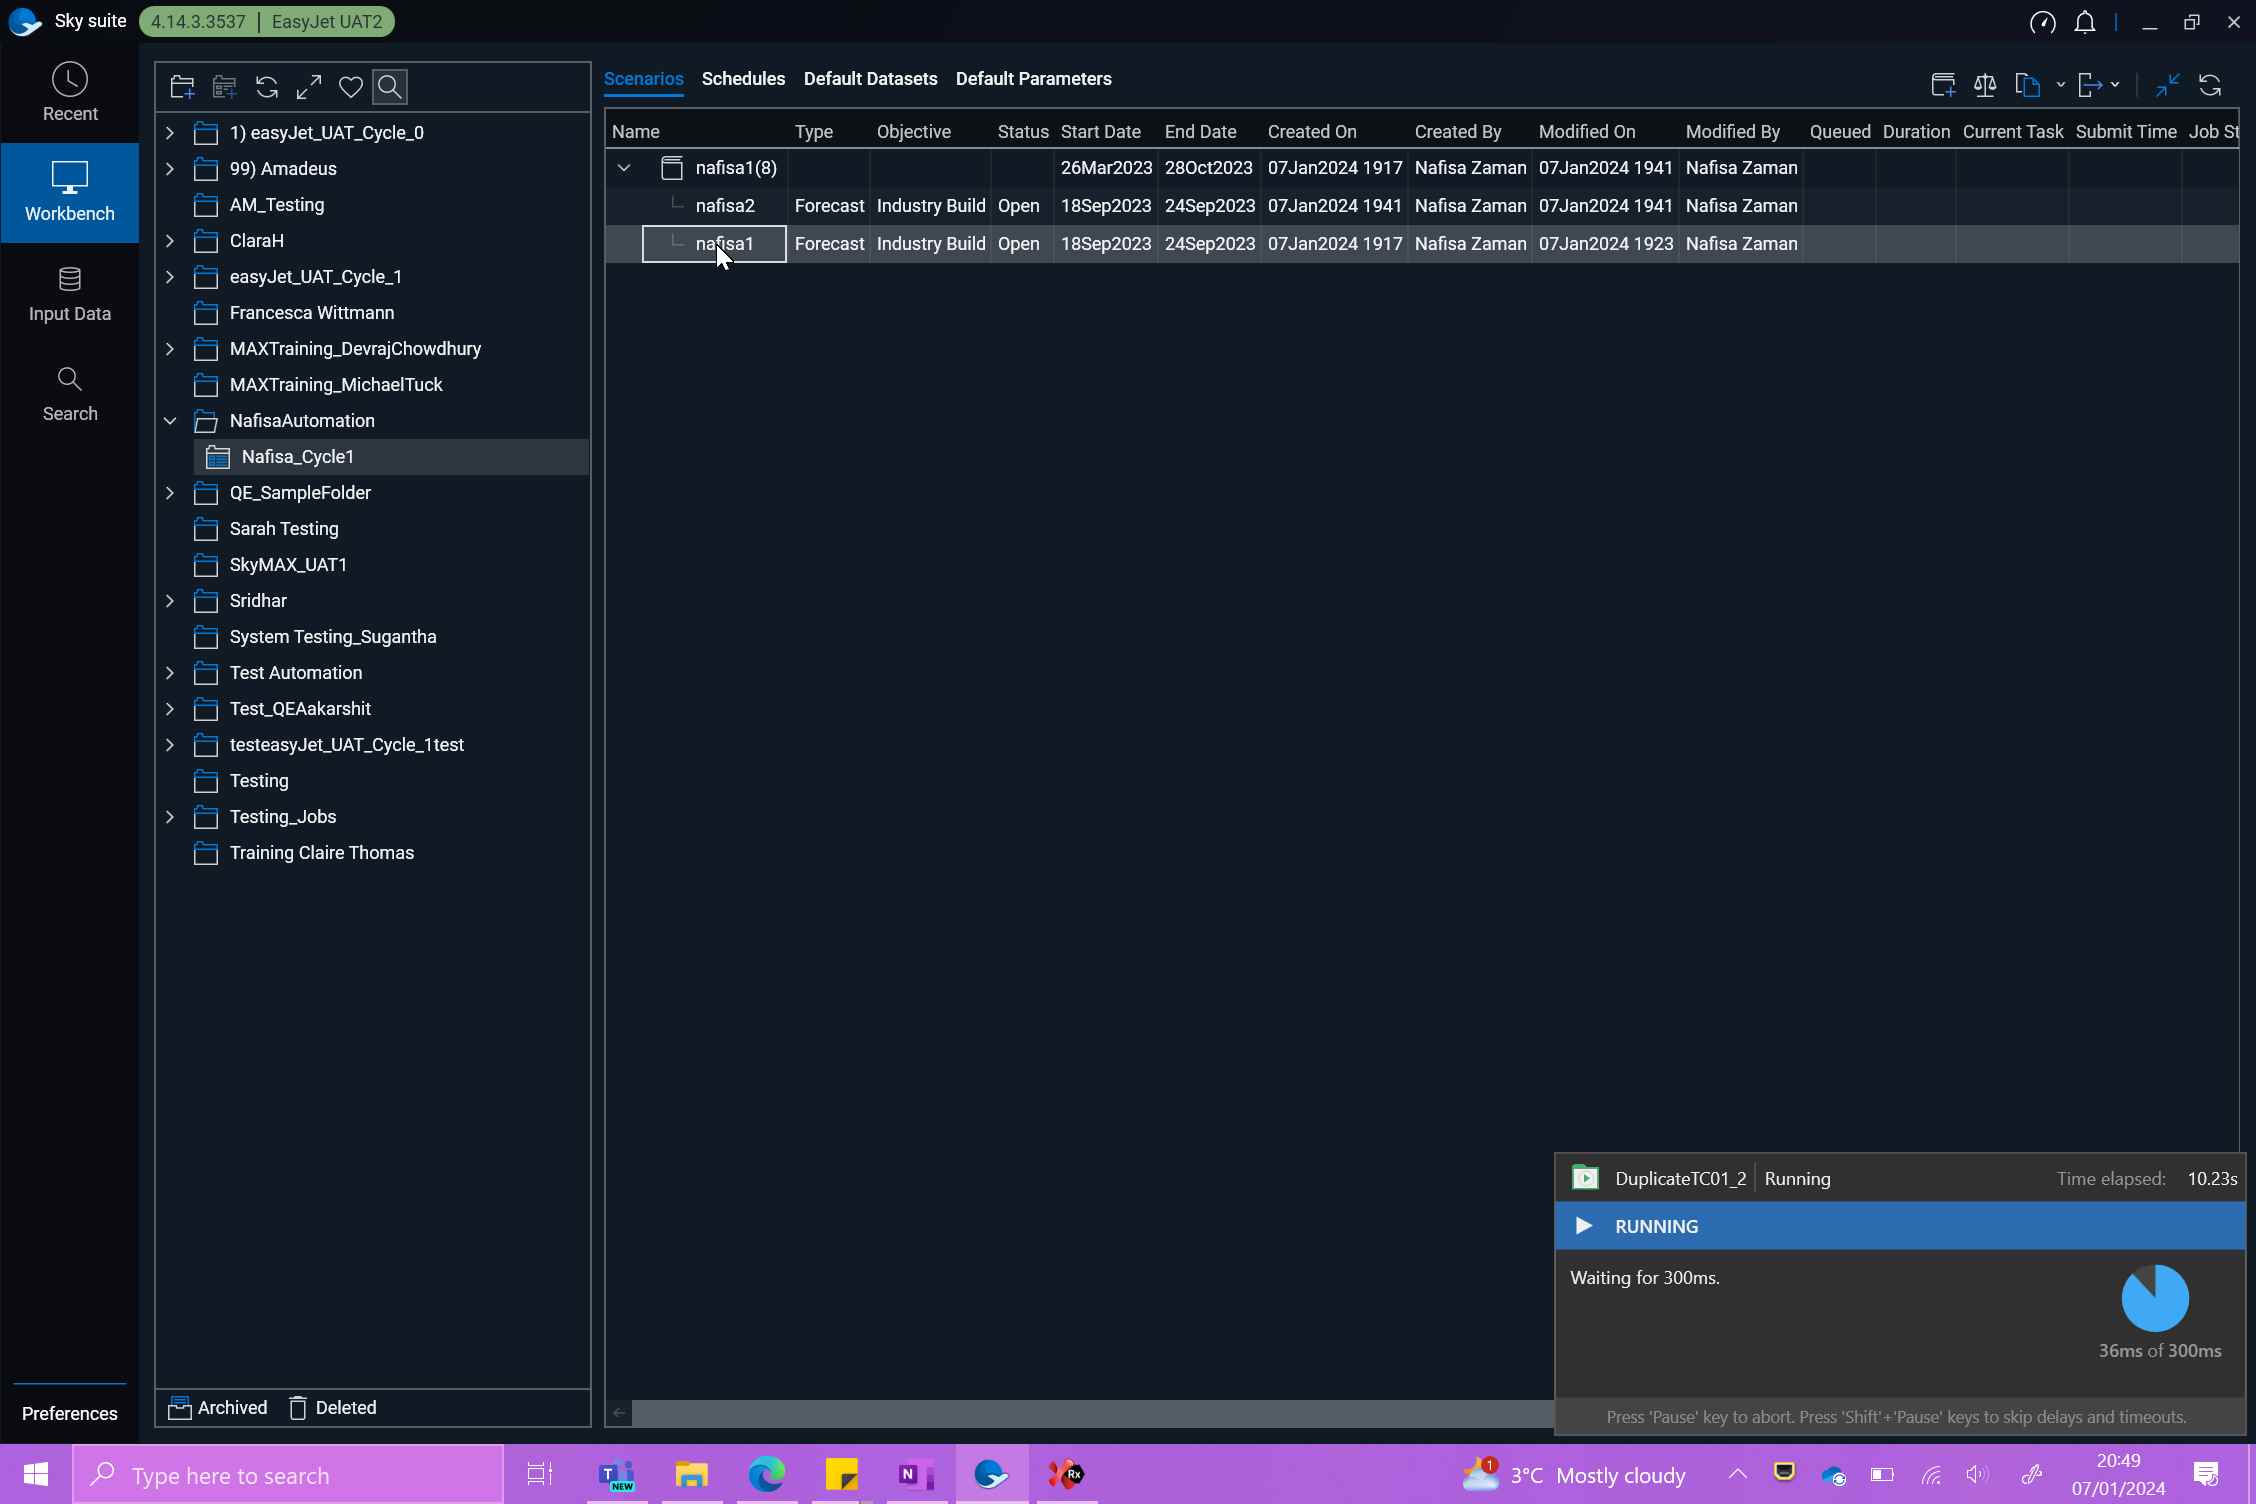 Sky suite 4.14.3.3537 | EasyJet UAT2
Recent
Workbench
Input Data
Search
Preferences
1) easyJet_UAT_Cycle_0
99) Amadeus
AM_Testing
ClaraH
easyJet_UAT_Cycle_1
Francesca Wittmann
MAXTraining_DevrajChowdhury
MAXTraining_MichaelTuck
NafisaAutomation
Nafisa_Cycle1
QE_SampleFolder
Sarah Testing
SkyMAX_UAT1
Sridhar
System Testing_Sugantha
Test Automation
Test_QEAakarshit
testeasyJet_UAT_Cycle_1test
Testing
Testing_Jobs
Training Claire Thomas
Archived Deleted
Scenarios Schedules Default Datasets Default Parameters
Name Type Objective Status Start Date End Date Created On Created By Modified On Modified By Queued Duration Current Task Submit Time Job St
nafisa1(8) 26Mar2023 28Oct2023 07Jan2024 1917 Nafisa Zaman 07Jan2024 1941 Nafisa Zaman
nafisa2 Forecast Industry Build Open 18Sep2023 24Sep2023 07Jan2024 1941 Nafisa Zaman 07Jan2024 1941 Nafisa Zaman
nafisa1 Forecast Industry Build Open 18Sep2023 24Sep2023 07Jan2024 1917 Nafisa Zaman 07Jan2024 1923 Nafisa Zaman
DuplicateTC01_2 | Running Time elapsed: 10.23s
RUNNING
Waiting for 300ms.
36ms of 300ms
Press 'Pause' key to abort. Press 'Shift'+'Pause' keys to skip delays and timeouts.
Type here to search
T NEW
N
Rx
1
3°C Mostly cloudy
20:49
07/01/2024